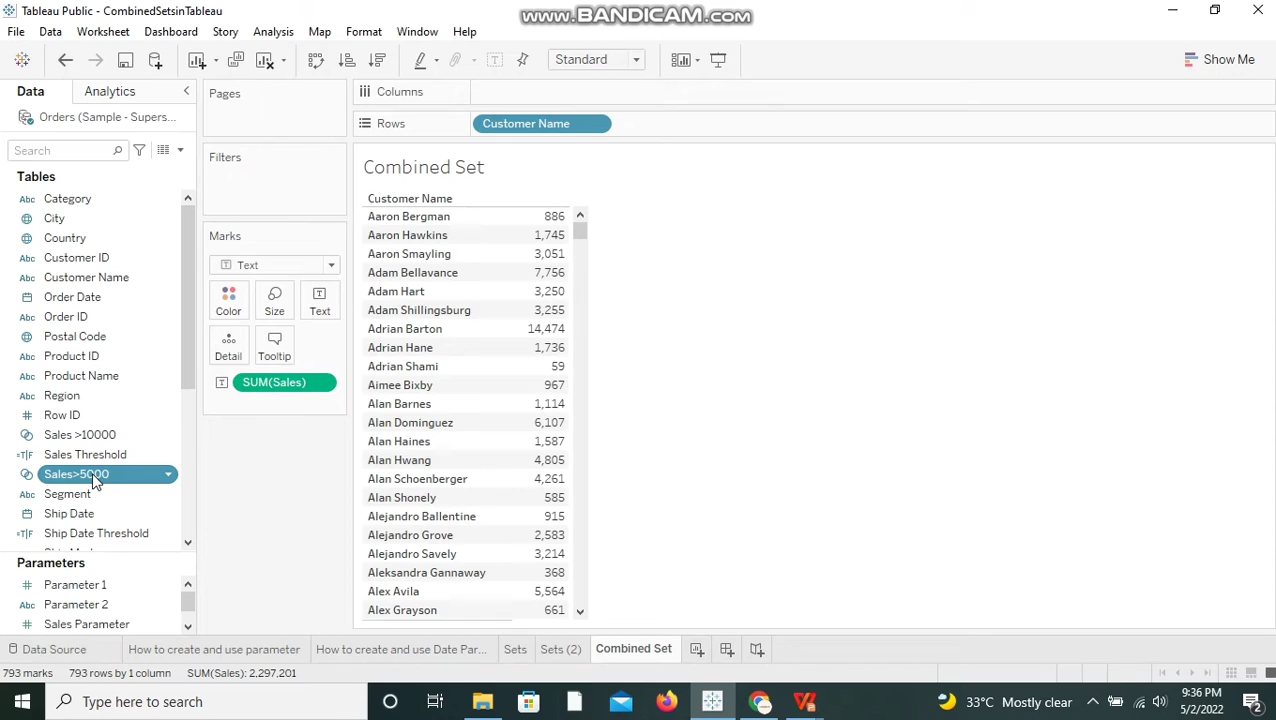 Tableau Public - CombinedSetsinTableau
www.BANDICAM.com
File Data Worksheet Dashboard Story Analysis Map Format Window Help
Standard
Show Me
Data Analytics
Orders (Sample - Supers...
Search
Tables
Category
City
Country
Customer ID
Customer Name
Order Date
Order ID
Postal Code
Product ID
Product Name
Region
Row ID
Sales >10000
Sales Threshold
Sales>5000
Segment
Ship Date
Ship Date Threshold
Parameters
Parameter 1
Parameter 2
Sales Parameter
Pages
Filters
Marks
Text
Color Size Text
Detail Tooltip
SUM(Sales)
Columns
Rows Customer Name
Combined Set
Customer Name
Aaron Bergman 886
Aaron Hawkins 1,745
Aaron Smayling 3,051
Adam Bellavance 7,756
Adam Hart 3,250
Adam Shillingsburg 3,255
Adrian Barton 14,474
Adrian Hane 1,736
Adrian Shami 59
Aimee Bixby 967
Alan Barnes 1,114
Alan Dominguez 6,107
Alan Haines 1,587
Alan Hwang 4,805
Alan Schoenberger 4,261
Alan Shonely 585
Alejandro Ballentine 915
Alejandro Grove 2,583
Alejandro Savely 3,214
Aleksandra Gannaway 368
Alex Avila 5,564
Alex Grayson 661
Data Source How to create and use parameter How to create and use Date Par... Sets Sets (2) Combined Set
793 marks 793 rows by 1 column SUM(Sales): 2,297,201
Type here to search
33°C Mostly clear
9:36 PM
5/2/2022
2